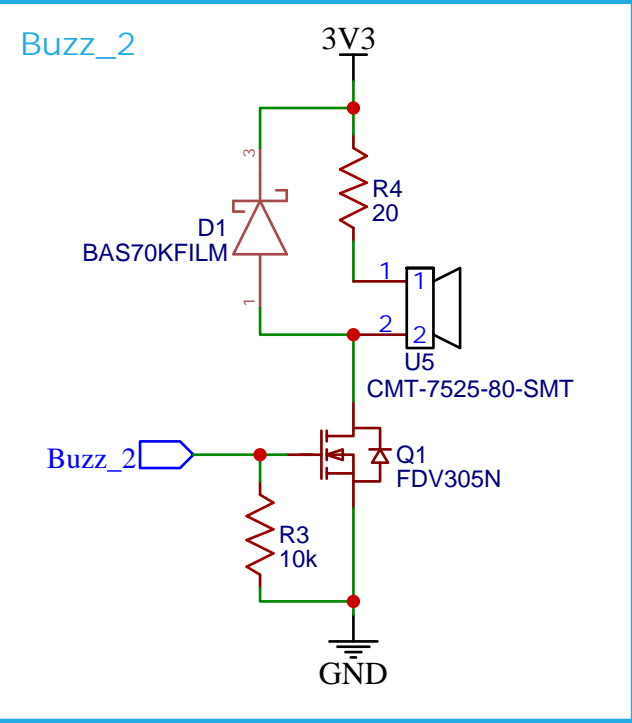 Buzz_2
3V3
3
R4
20
D1
BAS70KFILM
1
1
1
2
2
U5
CMT-7525-80-SMT
Buzz_2
Q1
FDV305N
R3
10k
GND